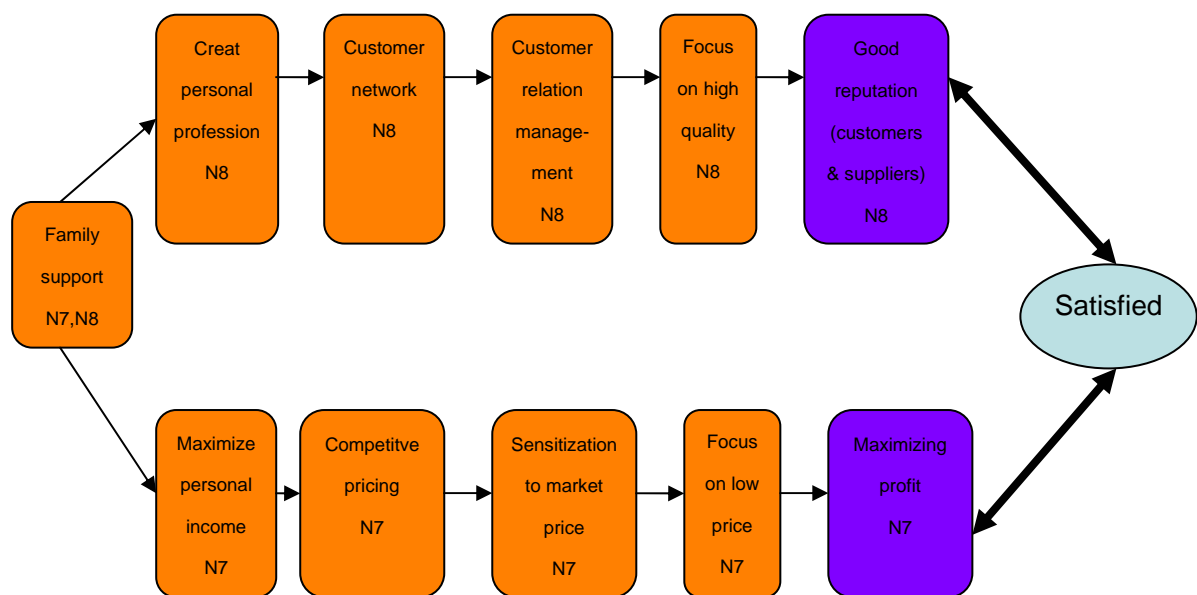 Creat
personal
profession
N8
Customer
network
N8
Customer
relation
manage-
ment
N8
Focus
on high
quality
N8
Good
reputation
(customers
& suppliers)
N8
Family
support
N7,N8
Satisfied
Maximize
personal
income
N7
Competitve
pricing
N7
Sensitization
to market
price
N7
Focus
on low
price
N7
Maximizing
profit
N7